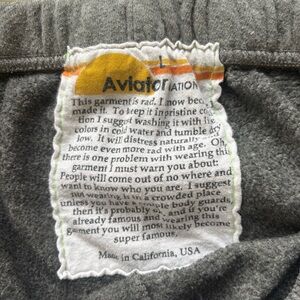 L
Aviator NATION
This garment is rad. I now bec
made it. To keep it in pristine co
tion I suggest washing it with li
colors in cold water and tumble dry
low. It will distress naturally
become even more rad with age. Oh
there is one problem with wearing th
garment I must warn you about:
People will come out of no where and
want to know who you are. I suggest
not wearing it in a crowded place
unless you have a couple body guards,
then it's probably ok, and if you're
already famous and wearing this
garment you will most likely become
super famous.
Made in California, USA